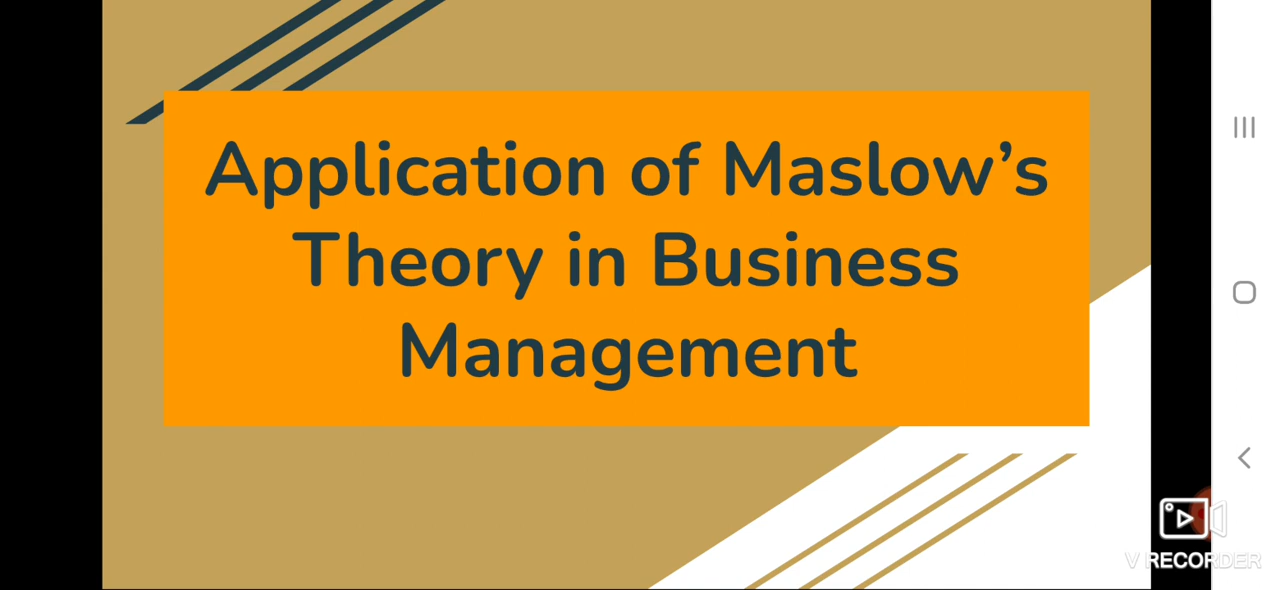 Application of Maslow’s
Theory in Business
Management
V RECORDER